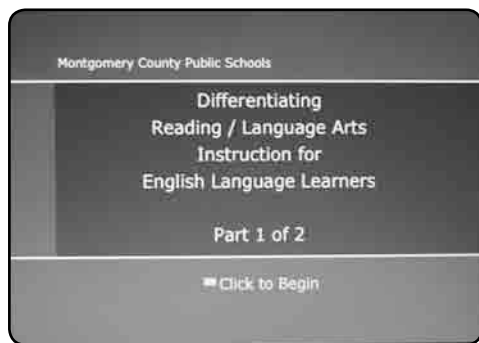 Montgomery County Public Schools
Differentiating
Reading / Language Arts
Instruction for
English Language Learners
Part 1 of 2
Click to Begin